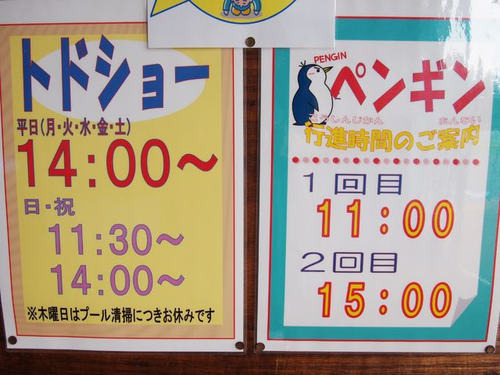 トドショー
平日(月・火・水・金・土)
14:00～
日・祝
11:30～
14:00～
※木曜日はプール清掃につきお休みです
PENGIN
ペンギン
こうしんじかん
あんない
行進時間のご案内
1回目
11:00
2回目
15:00